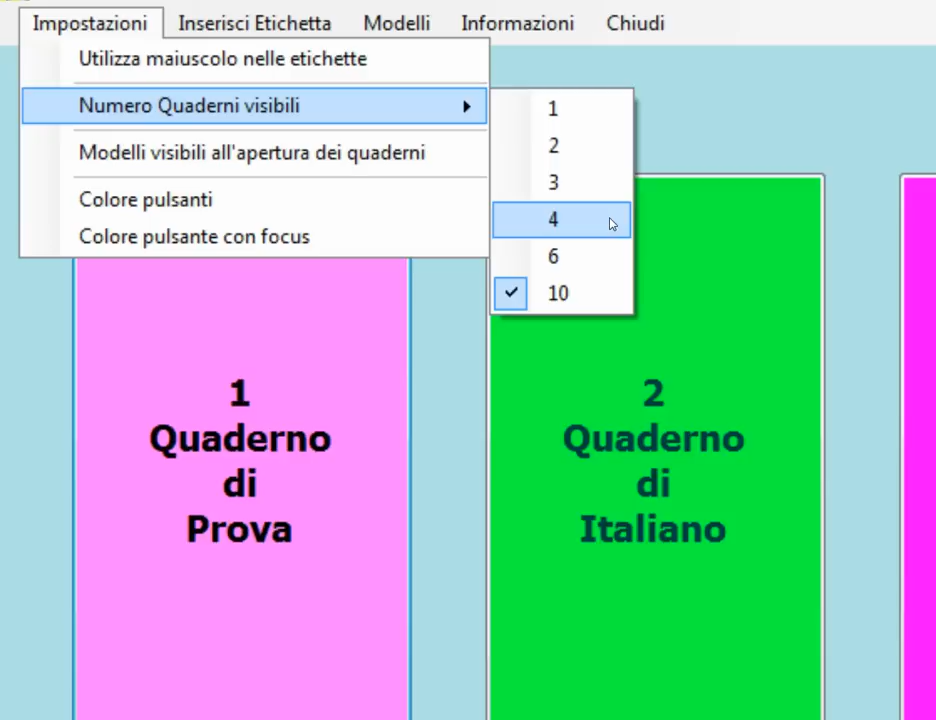 Impostazioni Inserisci Etichetta Modelli Informazioni Chiudi
Utilizza maiuscolo nelle etichette
Numero Quaderni visibili
Modelli visibili all'apertura dei quaderni
Colore pulsanti
Colore pulsante con focus
1
2
3
4
6
10
1
Quaderno
di
Prova
2
Quaderno
di
Italiano